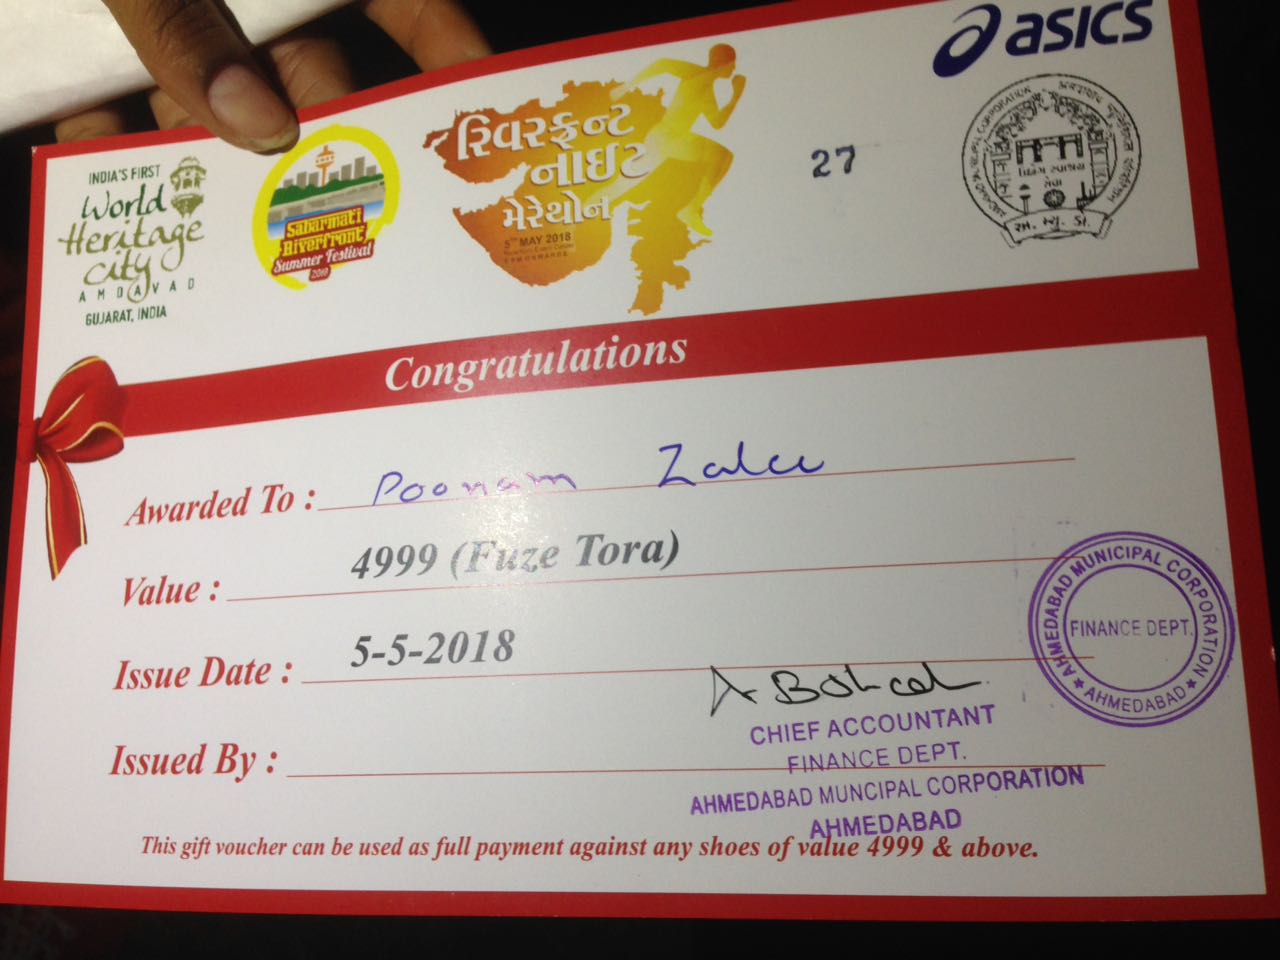 asics
INDIA'S FIRST
World
Heritage
city
AMDAVAD
GUJARAT, INDIA
Sabarmati
Riverfront
Summer Festival
2018
રિવરફ્રન્ટ
નાઇટ
મેરેથોન
5TH MAY 2018
27
Congratulations
Awarded To : Poonam Zala
Value : 4999 (Fuze Tora)
Issue Date : 5-5-2018
Issued By :
CHIEF ACCOUNTANT
FINANCE DEPT.
AHMEDABAD MUNCIPAL CORPORATION
AHMEDABAD
AHMEDABAD MUNICIPAL CORPORATION
FINANCE DEPT.
★ AHMEDABAD ★
This gift voucher can be used as full payment against any shoes of value 4999 & above.